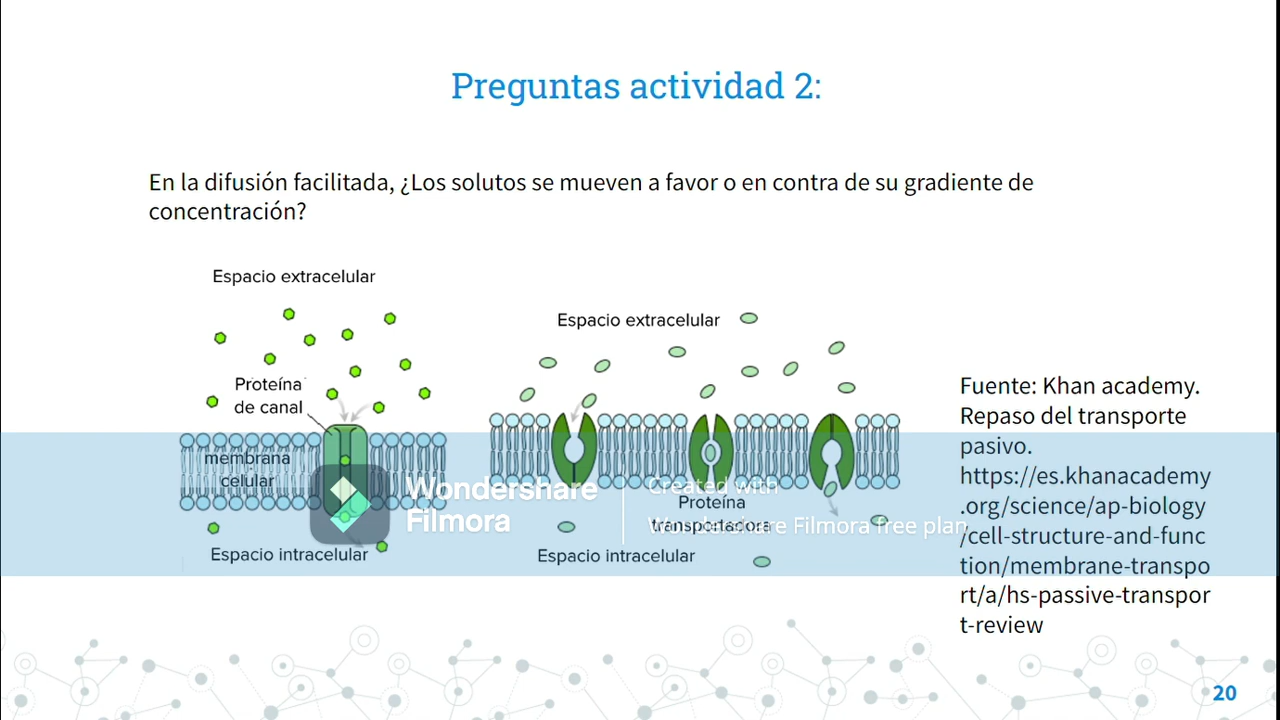 Preguntas actividad 2:
En la difusión facilitada, ¿Los solutos se mueven a favor o en contra de su gradiente de
concentración?
Espacio extracelular
Proteína
de canal
membrana
celular
Espacio intracelular
Espacio extracelular
Proteína
transportadora
Espacio intracelular
Wondershare
Filmora
Created with
Wondershare Filmora free plan
Fuente: Khan academy.
Repaso del transporte
pasivo.
https://es.khanacademy
.org/science/ap-biology
/cell-structure-and-func
tion/membrane-transpo
rt/a/hs-passive-transpor
t-review
20